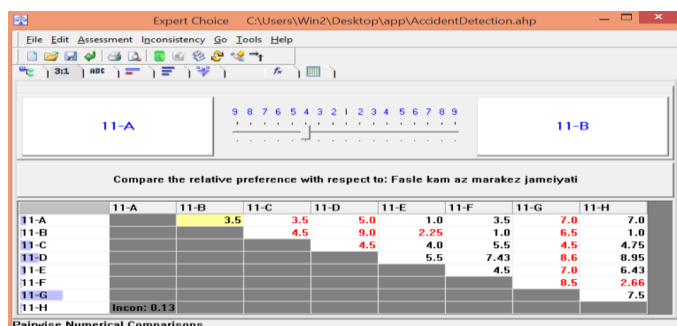 Expert Choice C:\Users\Win2\Desktop\app\AccidentDetection.ahp
File Edit Assessment Inconsistency Go Tools Help
3:1 ABC
9 8 7 6 5 4 3 2 1 2 3 4 5 6 7 8 9
11-A 11-B
Compare the relative preference with respect to: Fasle kam az marakez jameiyati
11-A 11-B 11-C 11-D 11-E 11-F 11-G 11-H
11-A 3.5 3.5 5.0 1.0 3.5 7.0 7.0
11-B 4.5 9.0 2.25 1.0 6.5 1.0
11-C 4.5 4.0 5.5 4.5 4.75
11-D 5.5 7.43 8.6 8.95
11-E 4.5 7.0 6.43
11-F 8.5 2.66
11-G 7.5
11-H Incon: 0.13
Pairwise Numerical Comparisons